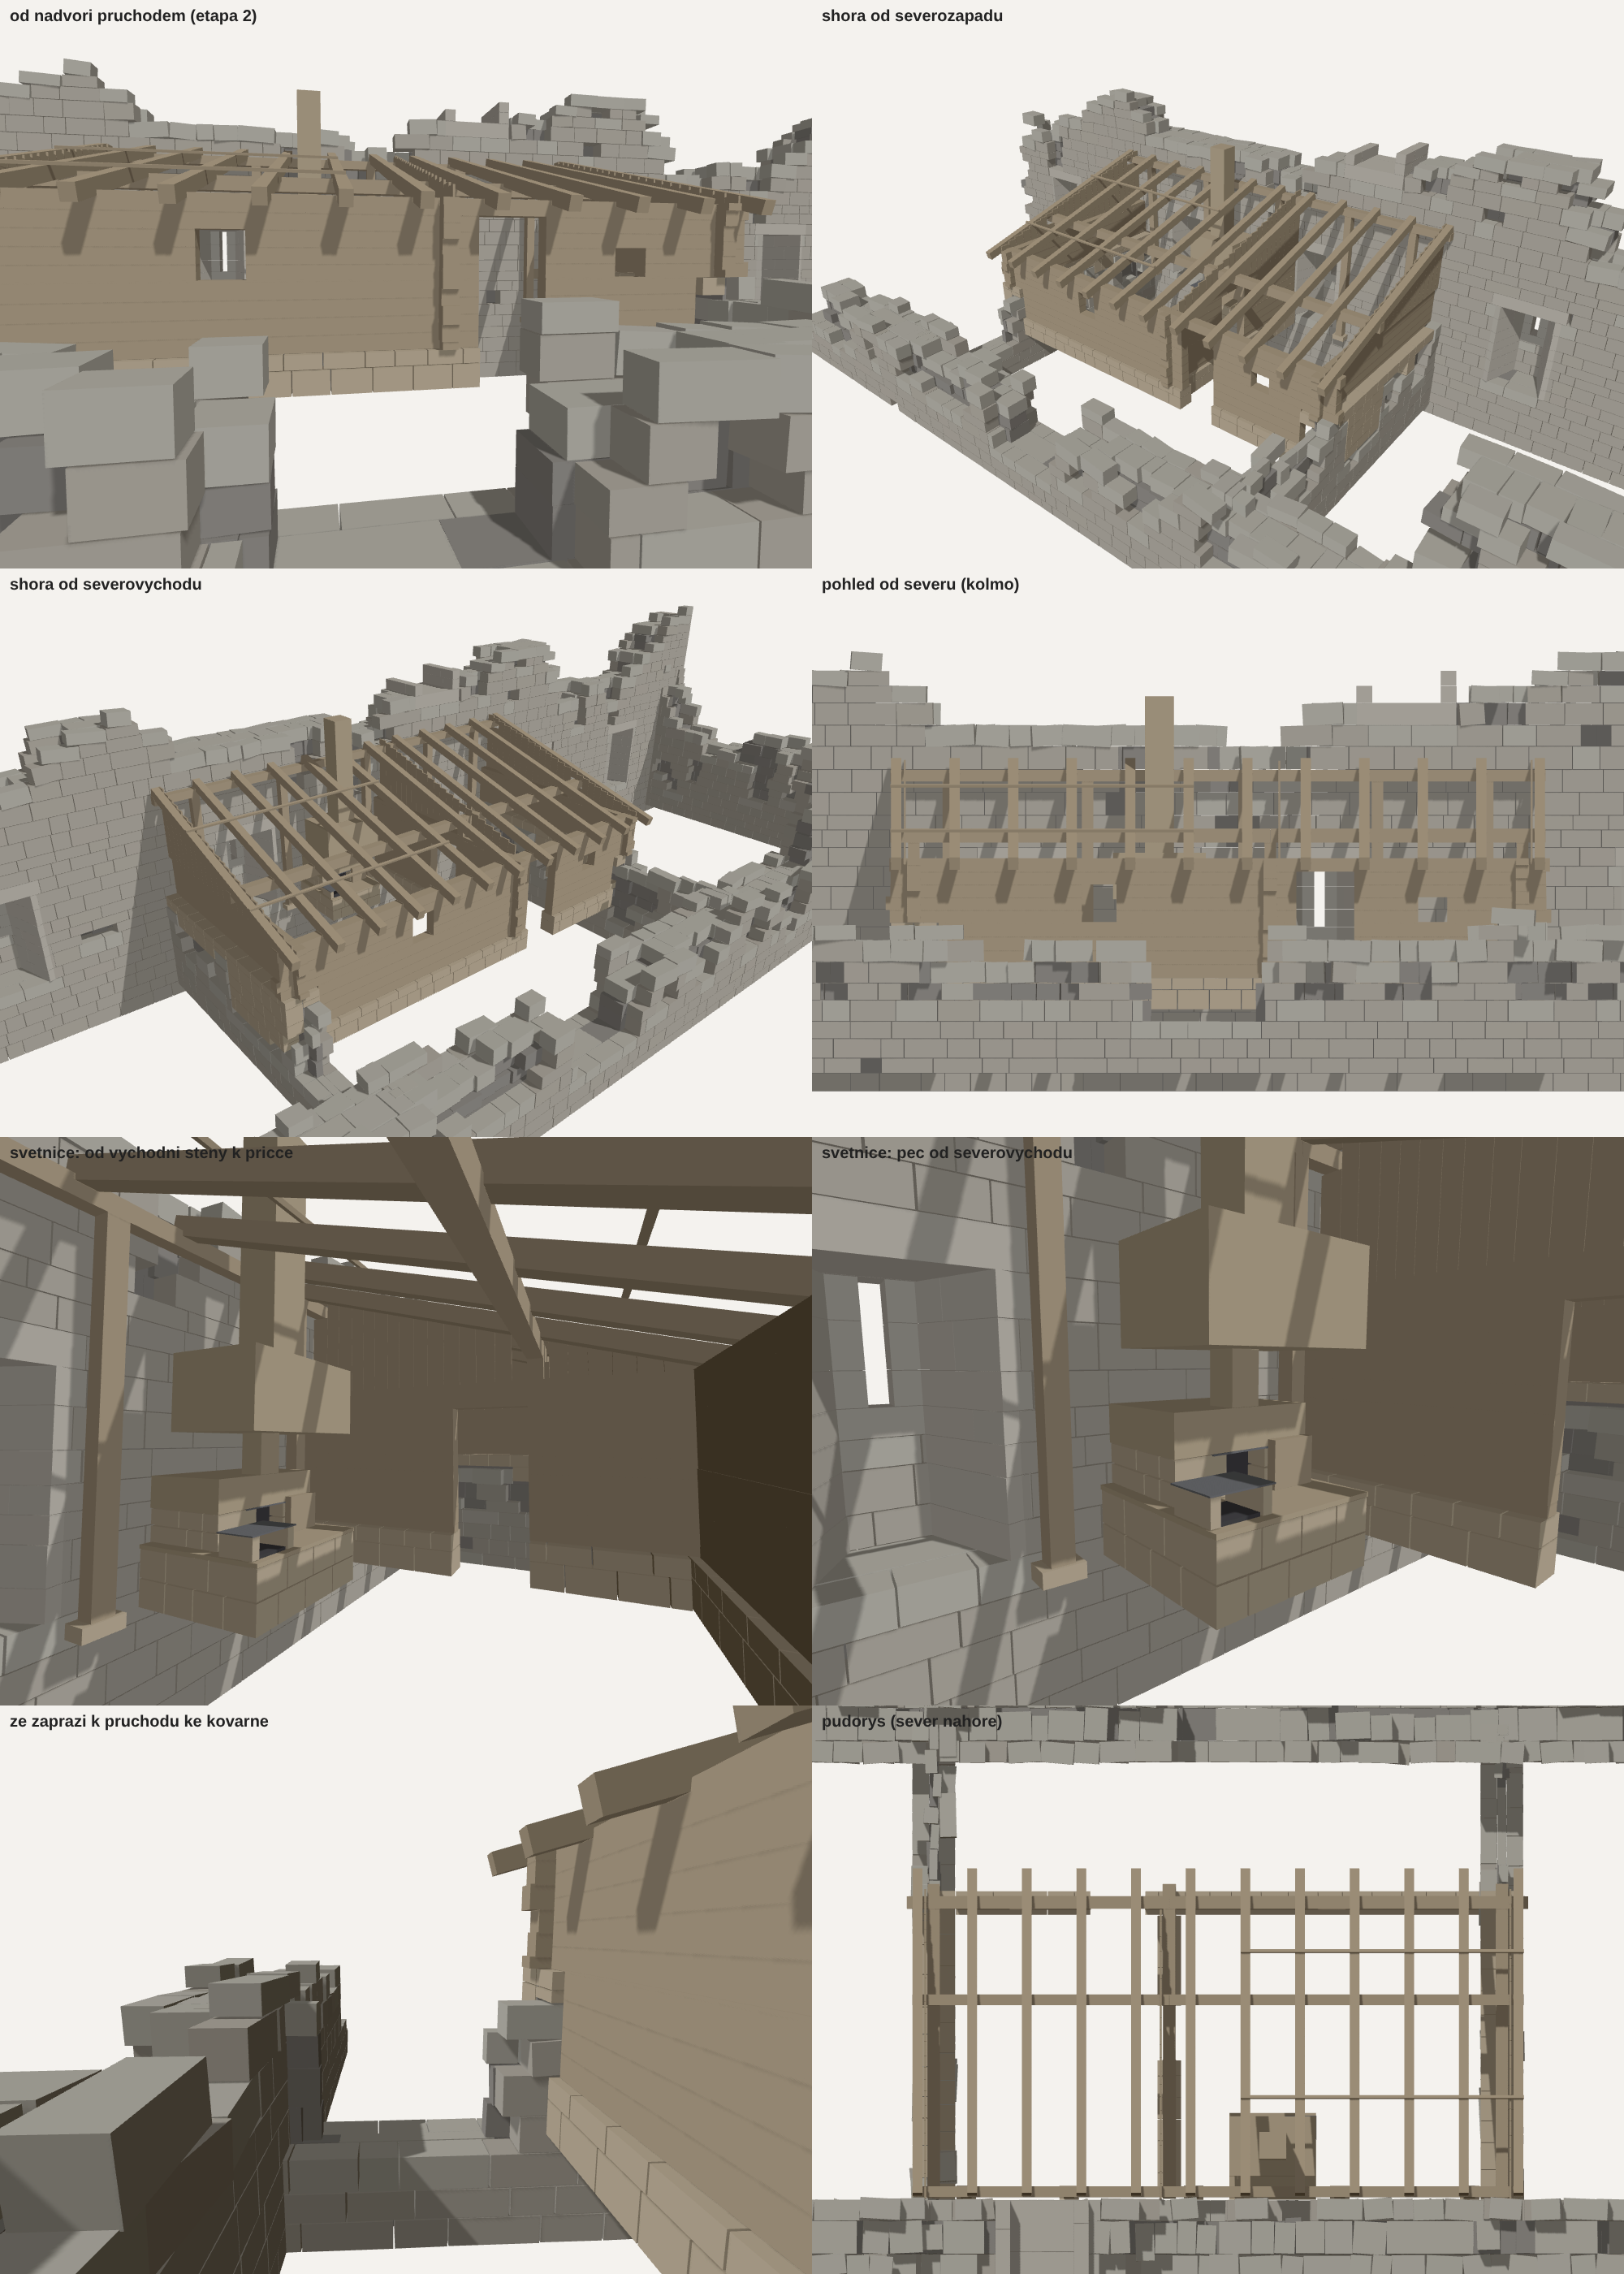 od nadvori pruchodem (etapa 2)
shora od severozapadu
shora od severovychodu
pohled od severu (kolmo)
svetnice: od vychodni steny k pricce
svetnice: pec od severovychodu
ze zaprazi k pruchodu ke kovarne
pudorys (sever nahore)